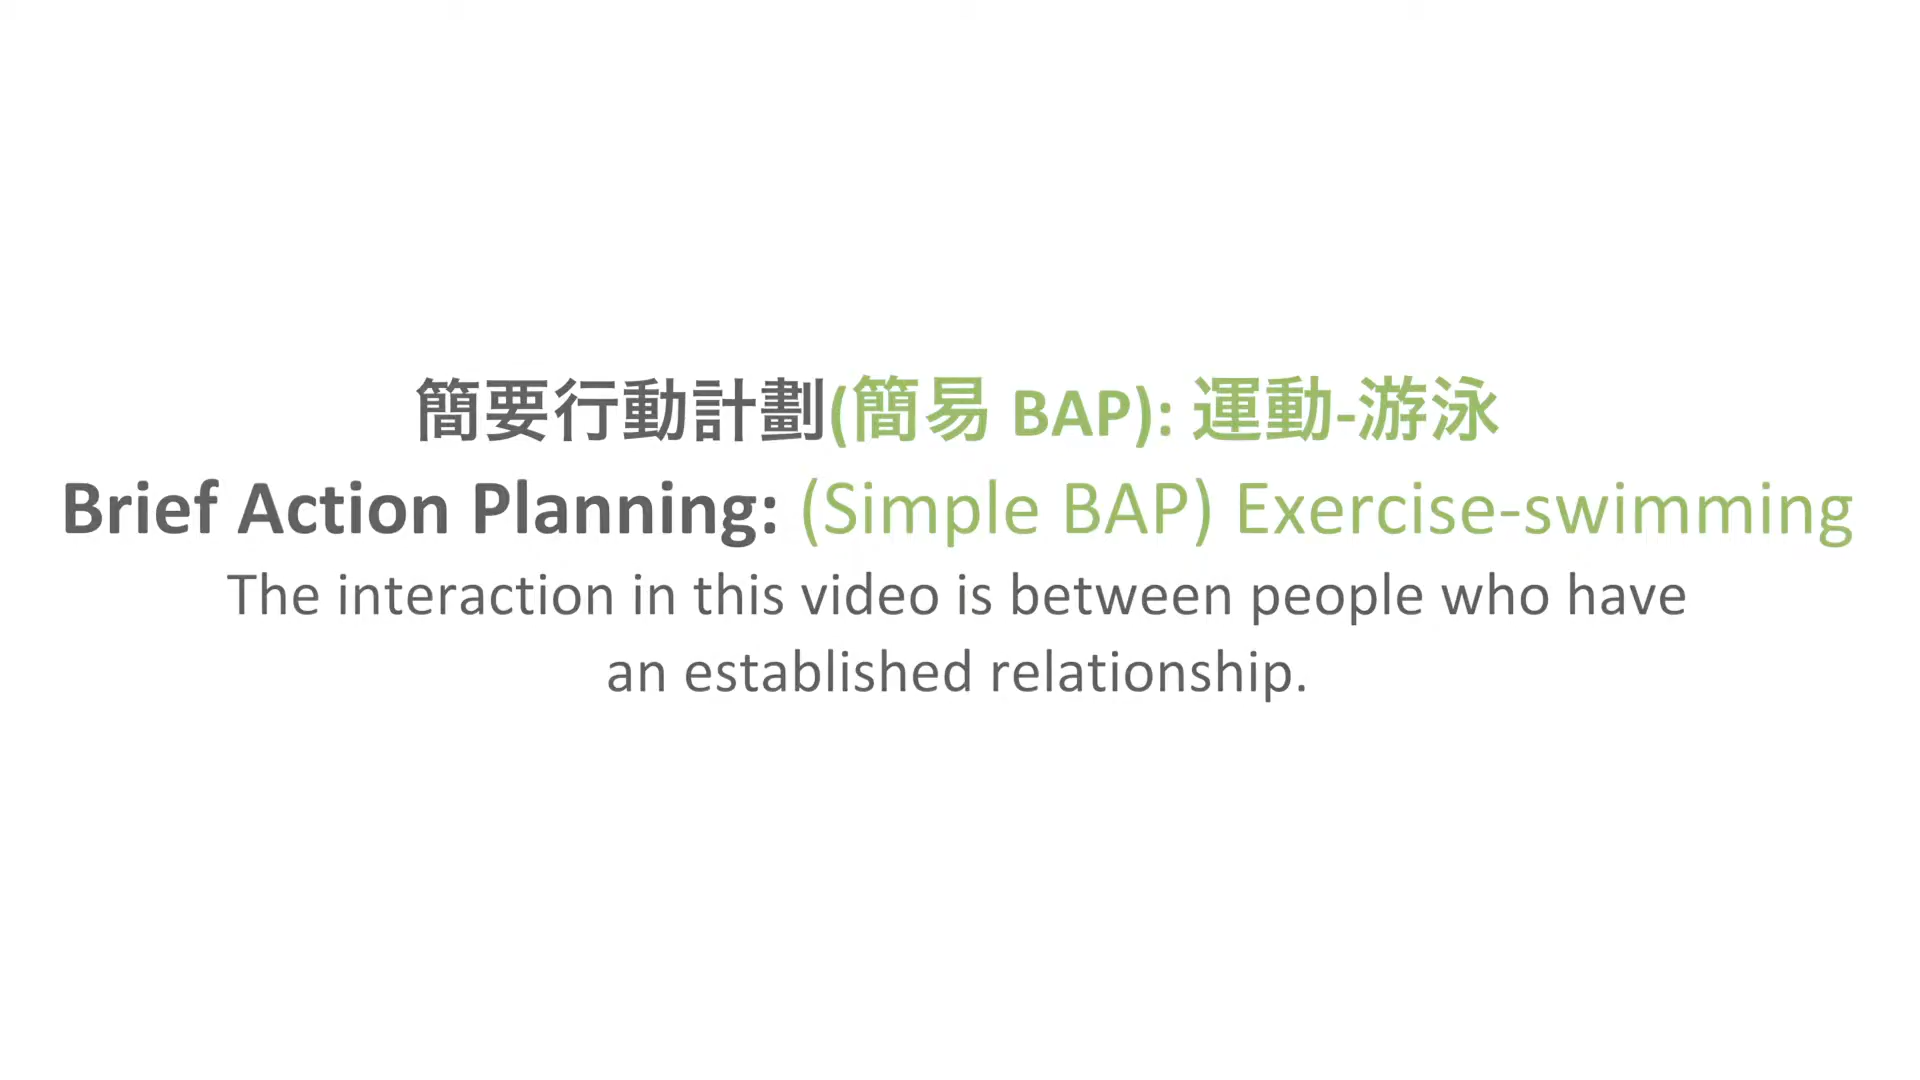 簡要行動計劃(簡易 BAP): 運動-游泳
Brief Action Planning: (Simple BAP) Exercise-swimming
The interaction in this video is between people who have
an established relationship.